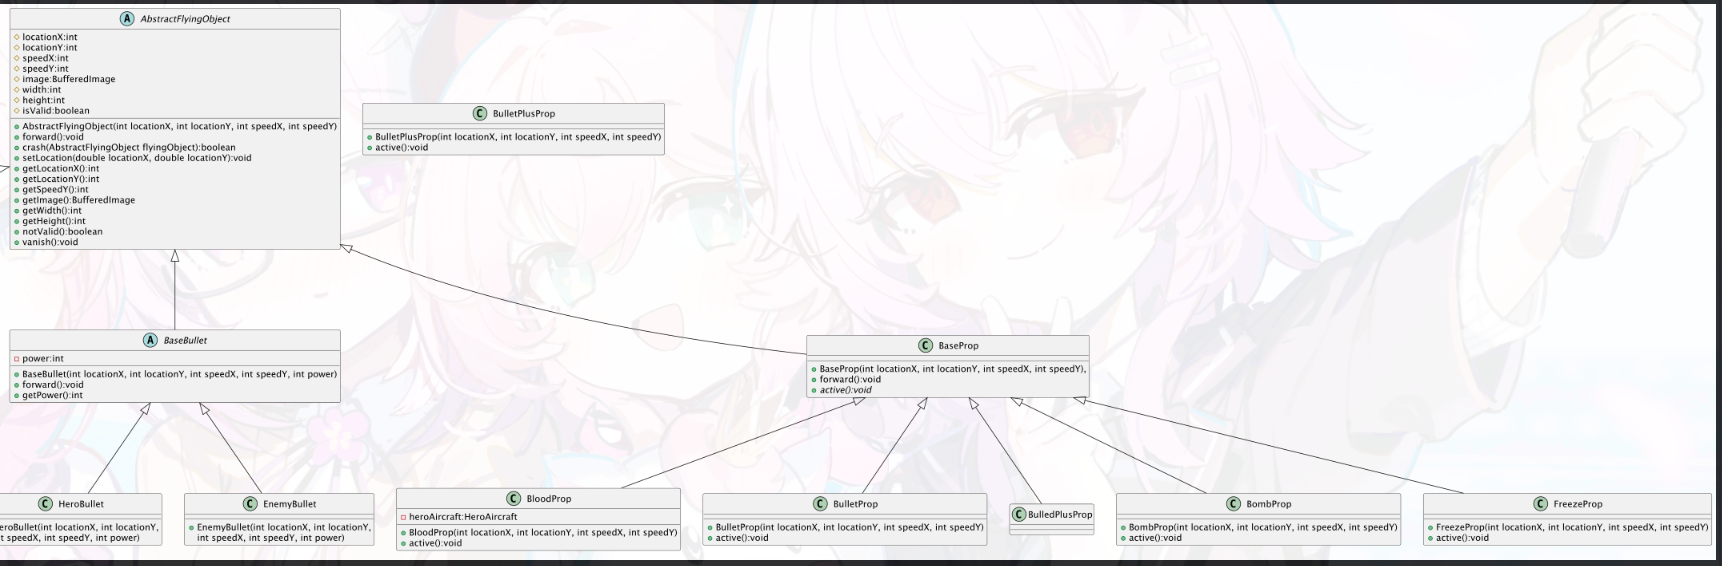 A AbstractFlyingObject
locationX:int
locationY:int
speedX:int
speedY:int
image:BufferedImage
width:int
height:int
isValid:boolean
AbstractFlyingObject(int locationX, int locationY, int speedX, int speedY)
forward():void
crash(AbstractFlyingObject flyingObject):boolean
setLocation(double locationX, double locationY):void
getLocationX():int
getLocationY():int
getSpeedY():int
getImage():BufferedImage
getWidth():int
getHeight():int
notValid():boolean
vanish():void
C BulletPlusProp
BulletPlusProp(int locationX, int locationY, int speedX, int speedY)
active():void
A BaseBullet
power:int
BaseBullet(int locationX, int locationY, int speedX, int speedY, int power)
forward():void
getPower():int
C BaseProp
BaseProp(int locationX, int locationY, int speedX, int speedY),
forward():void
active():void
C HeroBullet
eroBullet(int locationX, int locationY,
t speedX, int speedY, int power)
C EnemyBullet
EnemyBullet(int locationX, int locationY,
int speedX, int speedY, int power)
C BloodProp
heroAircraft:HeroAircraft
BloodProp(int locationX, int locationY, int speedX, int speedY)
active():void
C BulletProp
BulletProp(int locationX, int locationY, int speedX, int speedY)
active():void
C BulledPlusProp
C BombProp
BombProp(int locationX, int locationY, int speedX, int speedY)
active():void
C FreezeProp
FreezeProp(int locationX, int locationY, int speedX, int speedY)
active():void